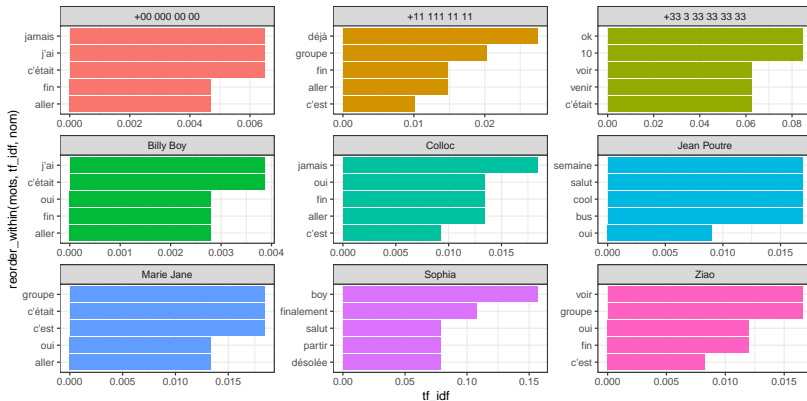 +00 000 00 00
jamais
j'ai
c'était
fin
aller
0.000 0.002 0.004 0.006
+11 111 11 11
déjà
groupe
fin
aller
c'est
0.00 0.01 0.02
+33 3 33 33 33 33
ok
10
voir
venir
c'était
0.00 0.02 0.04 0.06 0.08
Billy Boy
j'ai
c'était
oui
fin
aller
0.000 0.001 0.002 0.003 0.004
Colloc
jamais
oui
fin
aller
c'est
0.000 0.005 0.010 0.015
Jean Poutre
semaine
salut
cool
bus
oui
0.000 0.005 0.010 0.015
Marie Jane
groupe
c'était
c'est
oui
aller
0.000 0.005 0.010 0.015
Sophia
boy
finalement
salut
partir
désolée
0.00 0.05 0.10 0.15
Ziao
voir
groupe
oui
fin
c'est
0.000 0.005 0.010 0.015
reorder_within(mots, tf_idf, nom)
tf_idf